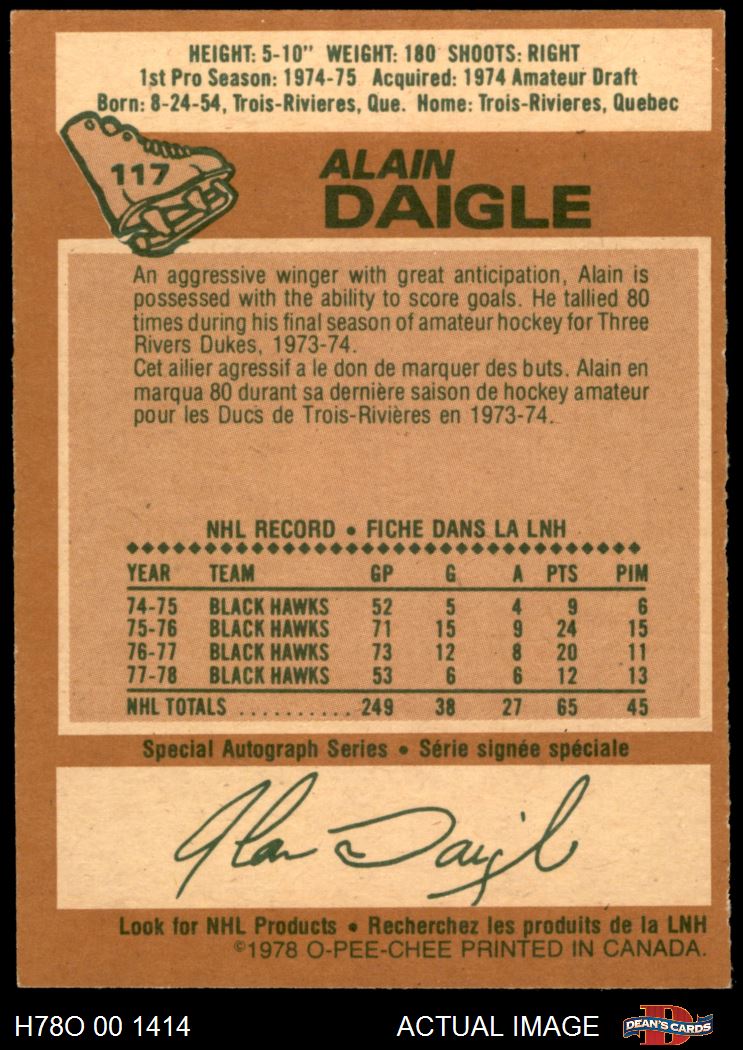 HEIGHT: 5-10" WEIGHT: 180 SHOOTS: RIGHT
1st Pro Season: 1974-75 Acquired: 1974 Amateur Draft
Born: 8-24-54, Trois-Rivieres, Que. Home: Trois-Rivieres, Quebec
117
ALAIN
DAIGLE
An aggressive winger with great anticipation, Alain is
possessed with the ability to score goals. He tallied 80
times during his final season of amateur hockey for Three
Rivers Dukes, 1973-74.
Cet ailier agressif a le don de marquer des buts. Alain en
marqua 80 durant sa dernière saison de hockey amateur
pour les Ducs de Trois-Rivières en 1973-74.
NHL RECORD • FICHE DANS LA LNH
YEAR TEAM GP G A PTS PIM
74-75 BLACK HAWKS 52 5 4 9 6
75-76 BLACK HAWKS 71 15 9 24 15
76-77 BLACK HAWKS 73 12 8 20 11
77-78 BLACK HAWKS 53 6 6 12 13
NHL TOTALS .......... 249 38 27 65 45
Special Autograph Series • Série signée spéciale
Alain Daigle
Look for NHL Products • Recherchez les produits de la LNH
©1978 O-PEE-CHEE PRINTED IN CANADA.
H78O 00 1414 ACTUAL IMAGE D DEAN'S CARDS